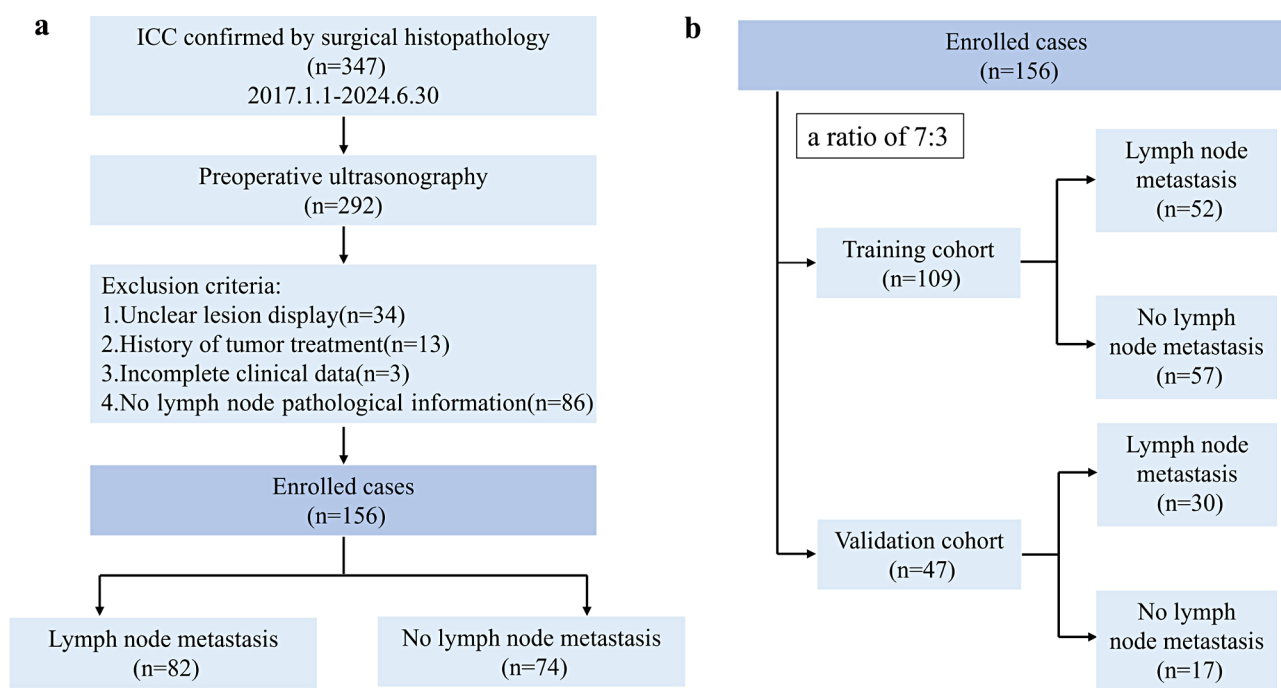 a
ICC confirmed by surgical histopathology
(n=347)
2017.1.1-2024.6.30
Preoperative ultrasonography
(n=292)
Exclusion criteria:
1.Unclear lesion display(n=34)
2.History of tumor treatment(n=13)
3.Incomplete clinical data(n=3)
4.No lymph node pathological information(n=86)
Enrolled cases
(n=156)
Lymph node metastasis
(n=82)
No lymph node metastasis
(n=74)
b
Enrolled cases
(n=156)
a ratio of 7:3
Training cohort
(n=109)
Lymph node
metastasis
(n=52)
No lymph
node metastasis
(n=57)
Validation cohort
(n=47)
Lymph node
metastasis
(n=30)
No lymph
node metastasis
(n=17)